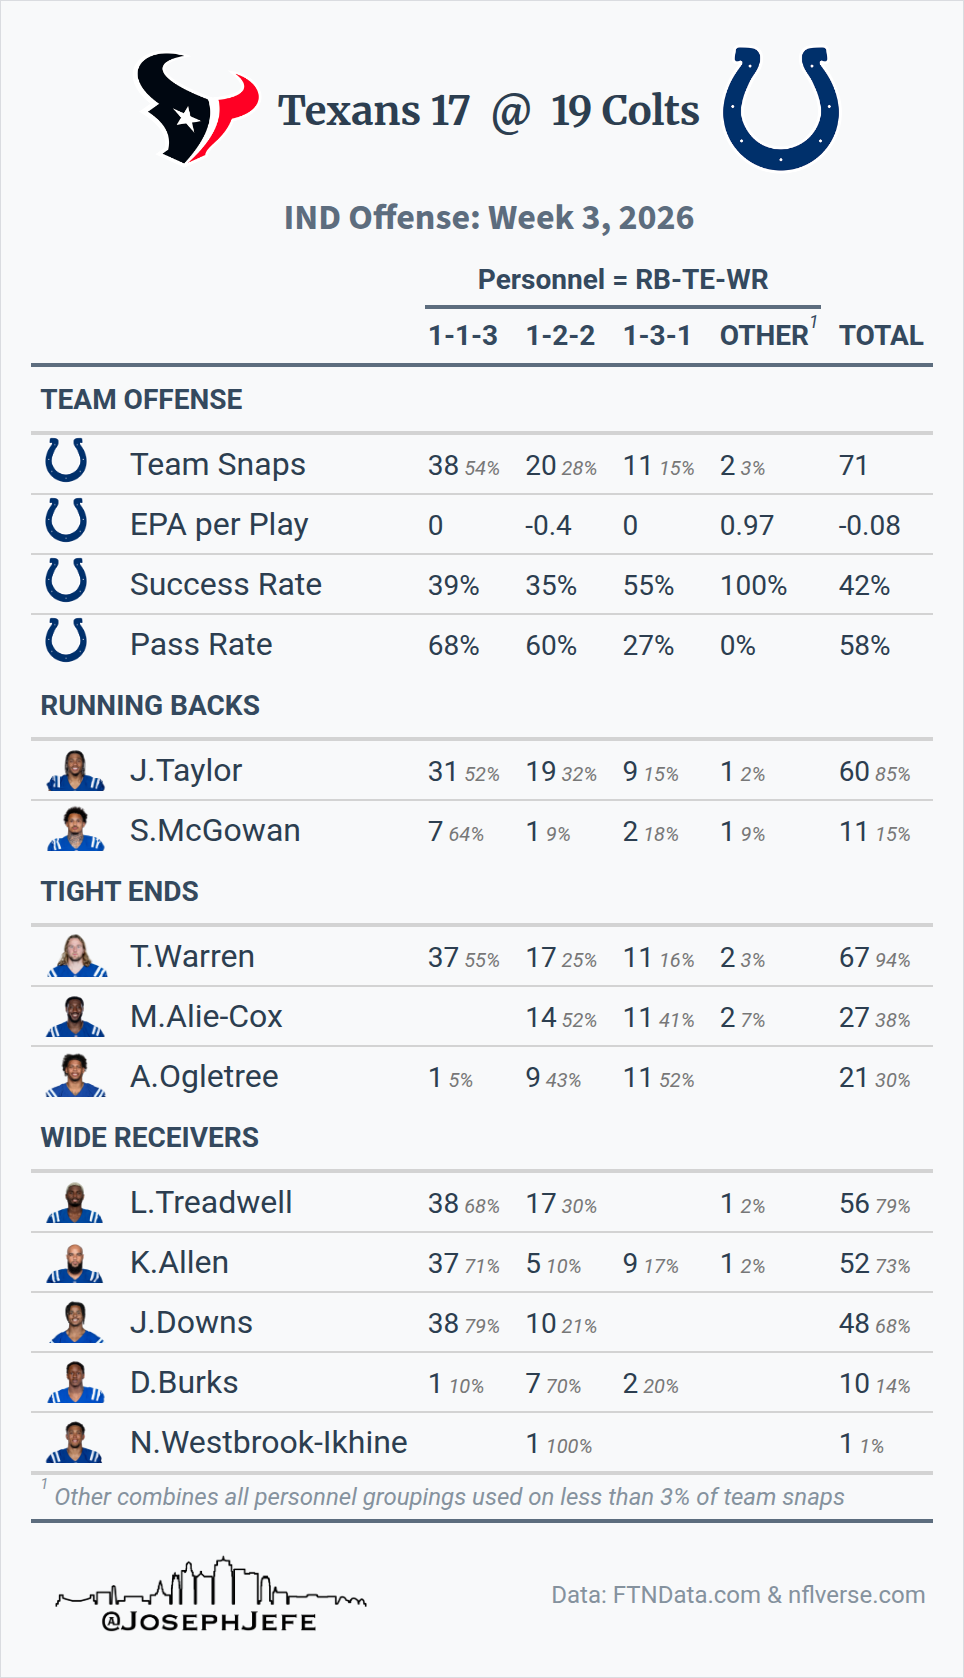 Texans 17 @ 19 Colts
IND Offense: Week 3, 2026
Personnel = RB-TE-WR
1-1-3 1-2-2 1-3-1 OTHER1 TOTAL
TEAM OFFENSE
Team Snaps 38 54% 20 28% 11 15% 2 3% 71
EPA per Play 0 -0.4 0 0.97 -0.08
Success Rate 39% 35% 55% 100% 42%
Pass Rate 68% 60% 27% 0% 58%
RUNNING BACKS
J.Taylor 31 52% 19 32% 9 15% 1 2% 60 85%
S.McGowan 7 64% 1 9% 2 18% 1 9% 11 15%
TIGHT ENDS
T.Warren 37 55% 17 25% 11 16% 2 3% 67 94%
M.Alie-Cox 14 52% 11 41% 2 7% 27 38%
A.Ogletree 1 5% 9 43% 11 52% 21 30%
WIDE RECEIVERS
L.Treadwell 38 68% 17 30% 1 2% 56 79%
K.Allen 37 71% 5 10% 9 17% 1 2% 52 73%
J.Downs 38 79% 10 21% 48 68%
D.Burks 1 10% 7 70% 2 20% 10 14%
N.Westbrook-Ikhine 1 100% 1 1%
1 Other combines all personnel groupings used on less than 3% of team snaps
@JOSEPHJEFE
Data: FTNData.com & nflverse.com